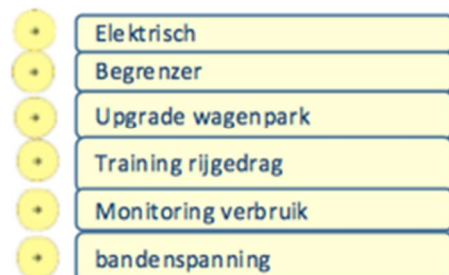 Elektrisch
Begrenzer
Upgrade wagenpark
Training rijgedrag
Monitoring verbruik
bandenspanning